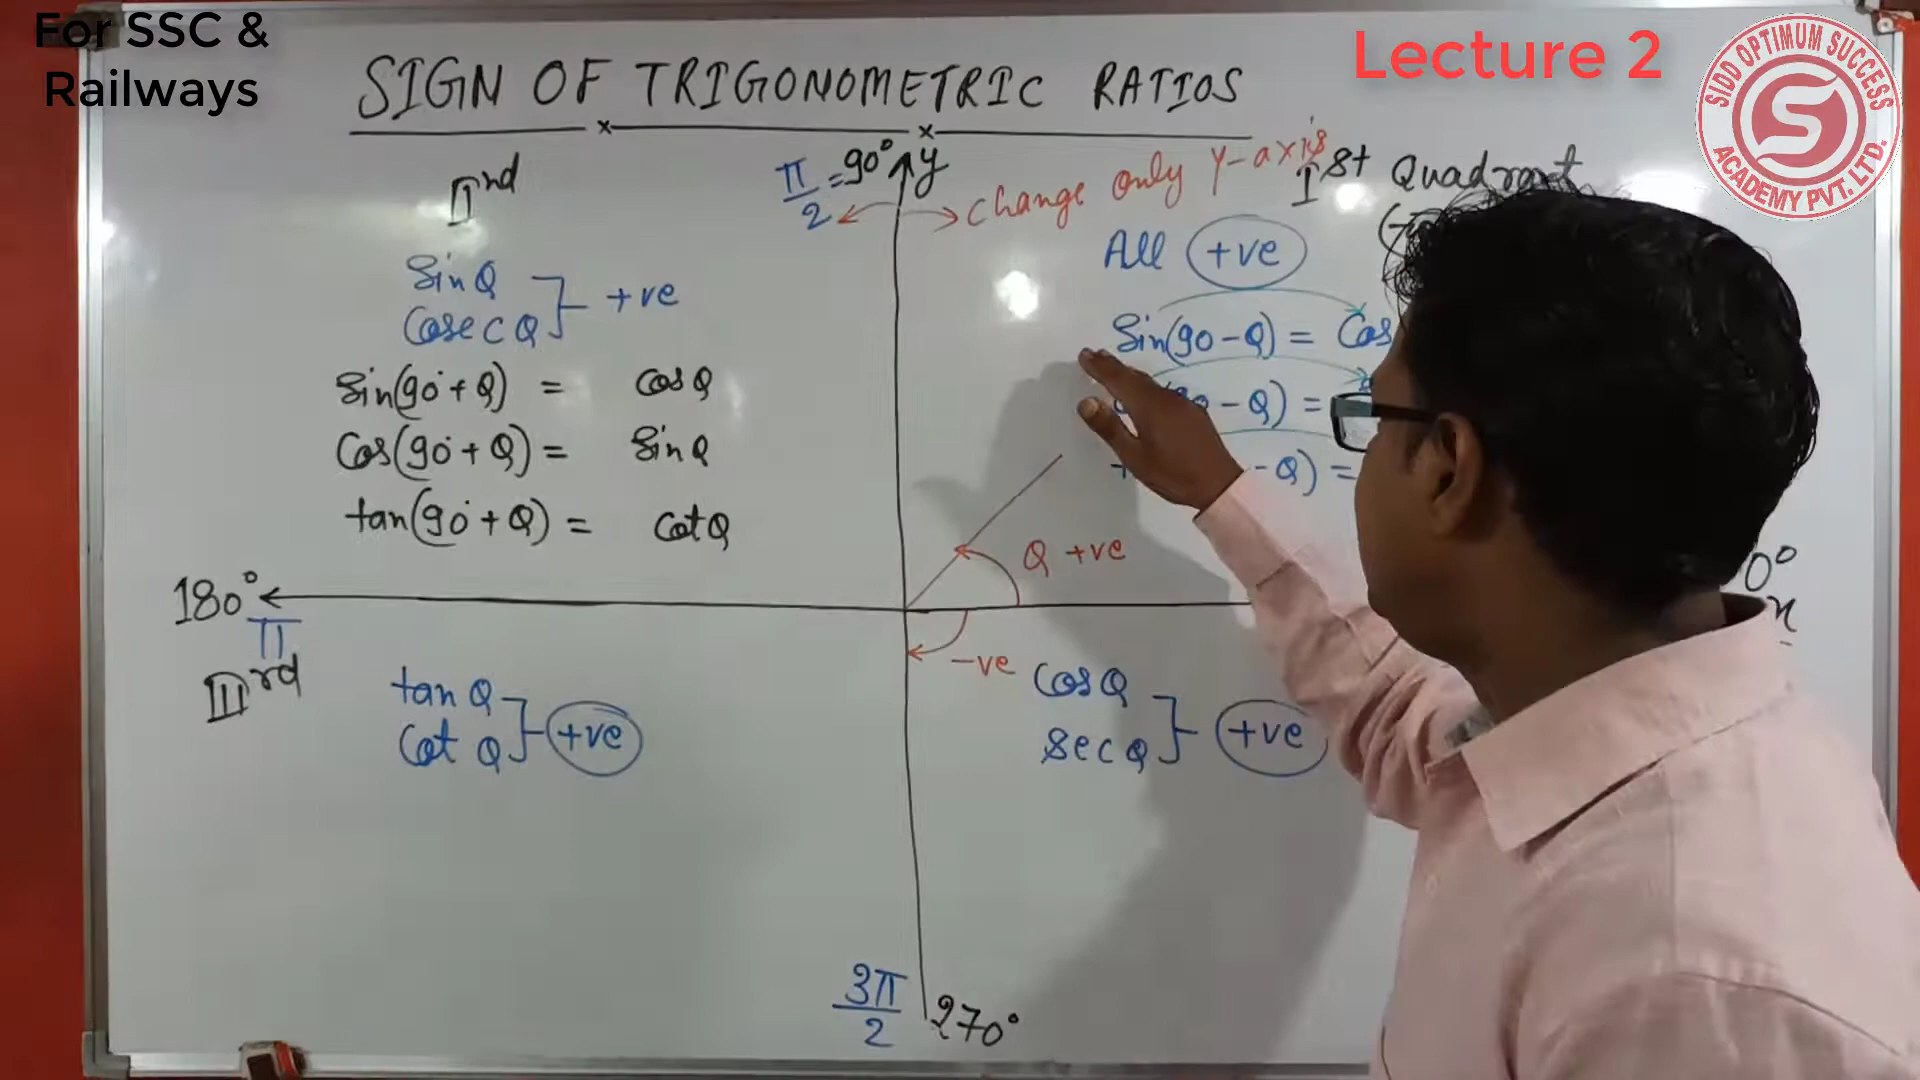 For SSC &
Railways
Lecture 2
SIDD OPTIMUM SUCCESS
ACADEMY PVT. LTD.
S
SIGN OF TRIGONOMETRIC RATIOS
π/2 = 90° y
change only Y-axis
IInd
Ist Quadrant
Sin Q
Cosec Q } +ve
Sin(90° + Q) = Cos Q
Cos(90° + Q) = Sin Q
tan(90° + Q) = Cot Q
All +ve
Sin(90 - Q) = Cos
- Q) =
- Q) =
Q +ve
-ve
180°
π
0°
x
IIIrd
tan Q
Cot Q } +ve
Cos Q
Sec Q } +ve
3π/2
270°